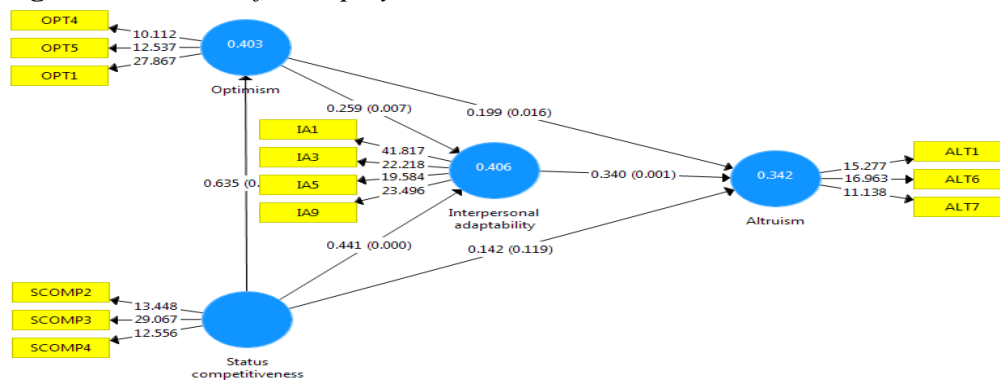 OPT4
OPT5
OPT1
10.112
12.537
27.867
0.403
Optimism
0.259 (0.007)
0.199 (0.016)
IA1
IA3
IA5
IA9
41.817
22.218
19.584
23.496
0.406
Interpersonal
adaptability
0.635 (0.
0.340 (0.001)
0.342
Altruism
15.277
16.963
11.138
ALT1
ALT6
ALT7
0.441 (0.000)
0.142 (0.119)
SCOMP2
SCOMP3
SCOMP4
13.448
29.067
12.556
Status
competitiveness